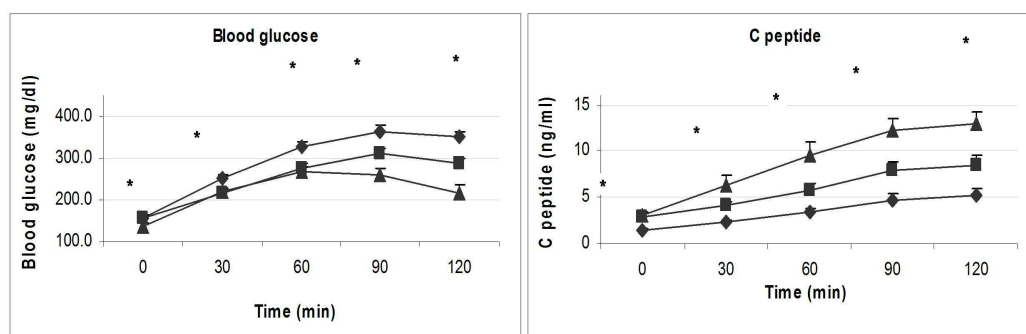 Blood glucose
* * * * *
Blood glucose (mg/dl)
400.0
300.0
200.0
100.0
0 30 60 90 120
Time (min)
C peptide
* * * * *
C peptide (ng/ml)
15
10
5
0
0 30 60 90 120
Time (min)